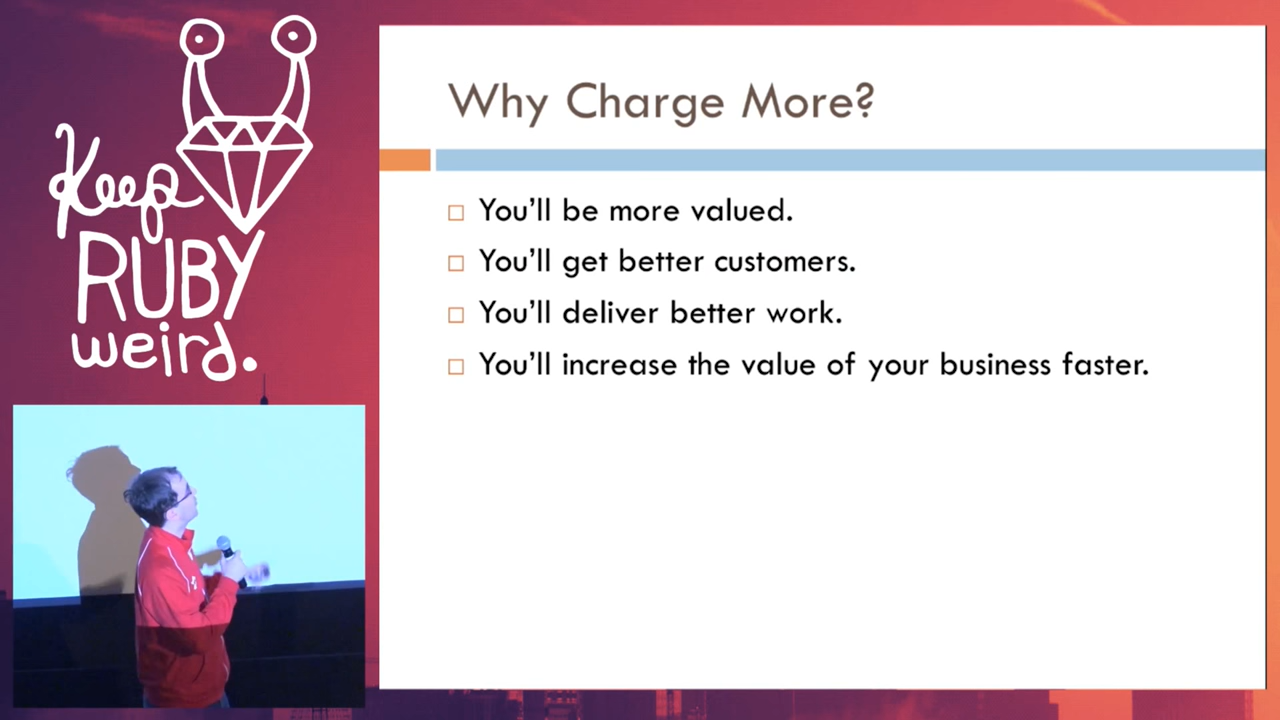 Keep
RUBY
weird.
Why Charge More?
You'll be more valued.
You'll get better customers.
You'll deliver better work.
You'll increase the value of your business faster.